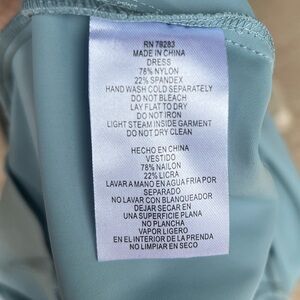 RN 79283
MADE IN CHINA
DRESS
78% NYLON
22% SPANDEX
HAND WASH COLD SEPARATELY
DO NOT BLEACH
LAY FLAT TO DRY
DO NOT IRON
LIGHT STEAM INSIDE GARMENT
DO NOT DRY CLEAN
HECHO EN CHINA
VESTIDO
78% NAILON
22% LICRA
LAVAR A MANO EN AGUA FRIA POR
SEPARADO
NO LAVAR CON BLANQUEADOR
DEJAR SECAR EN
UNA SUPERFICIE PLANA
NO PLANCHA
VAPOR LIGERO
EN EL INTERIOR DE LA PRENDA
NO LIMPIAR EN SECO